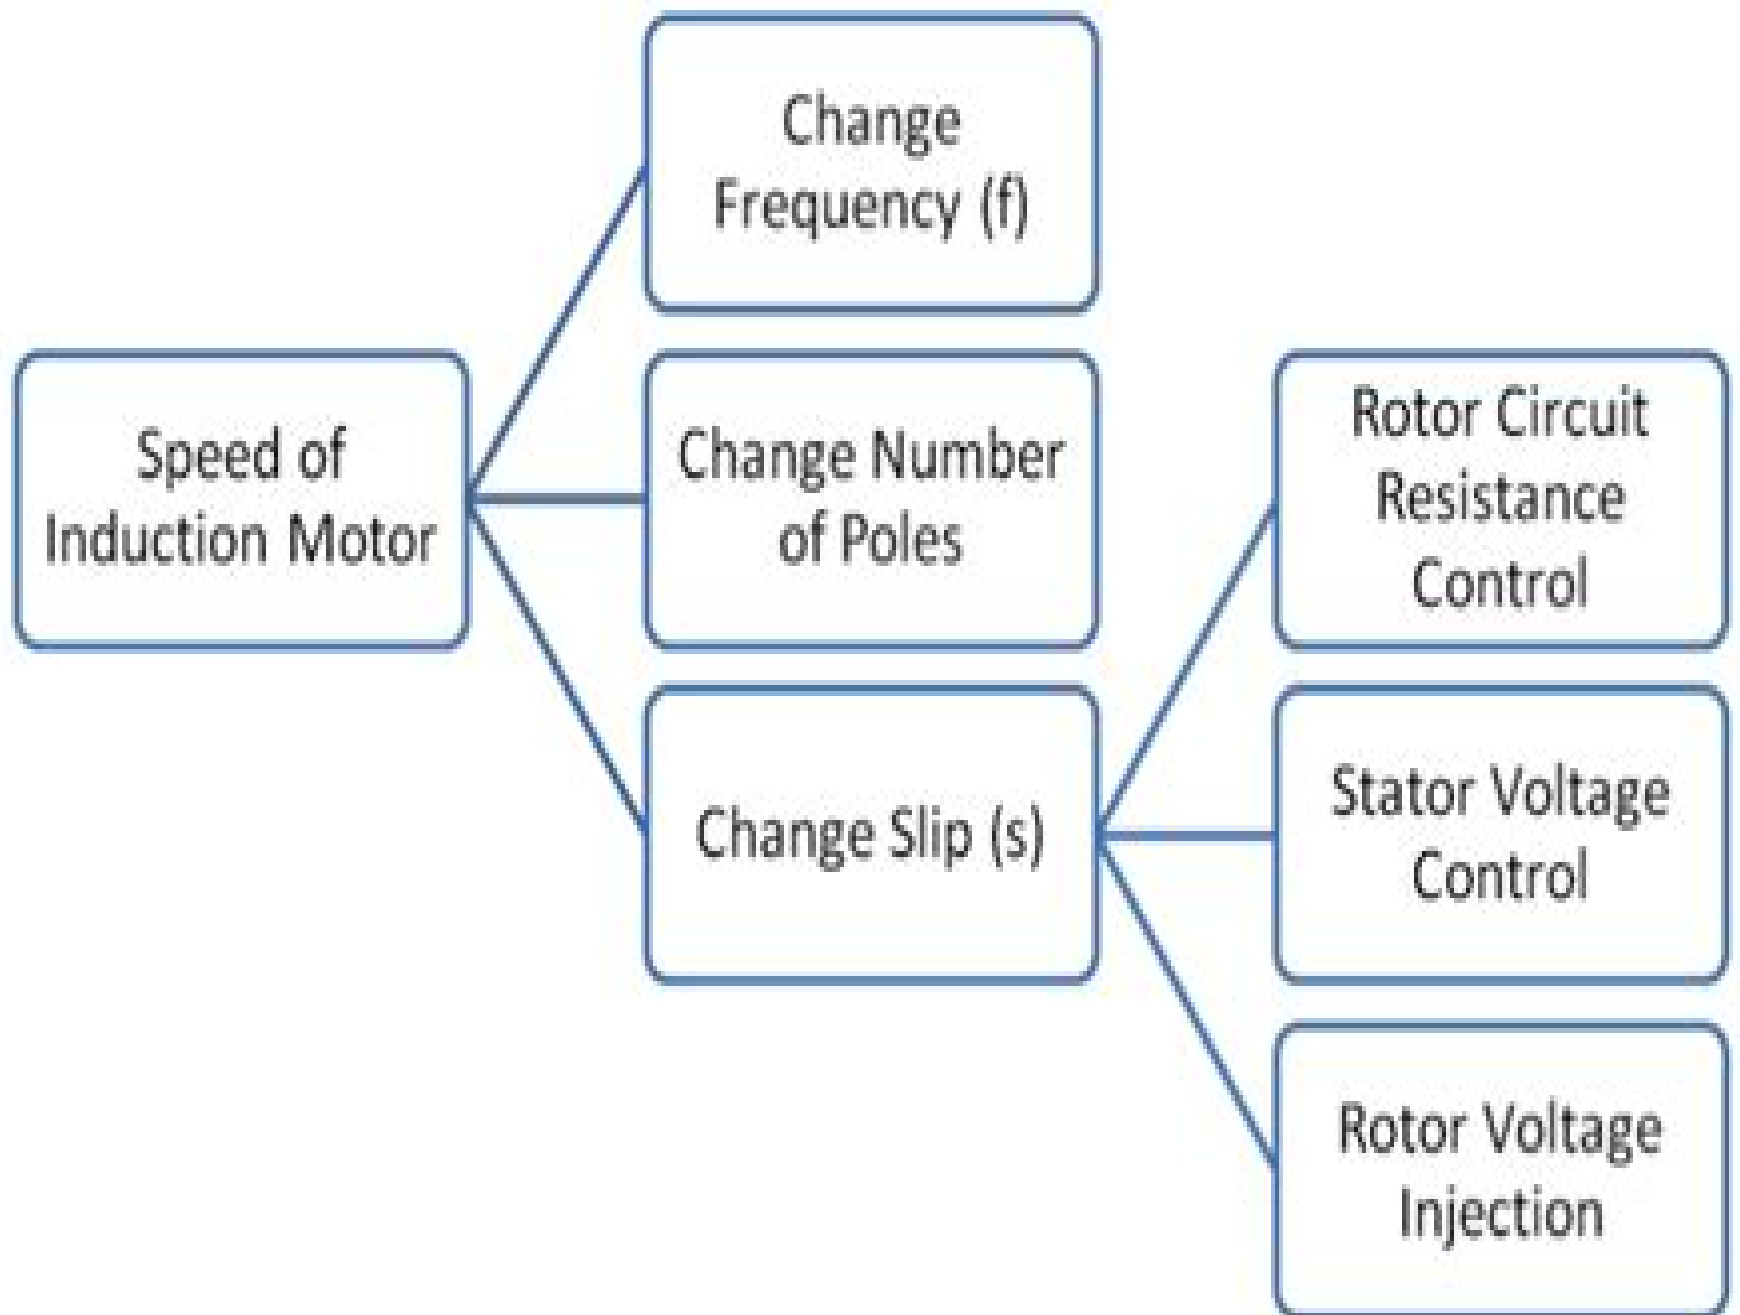 Change
Frequency (f)
Speed of
Induction Motor
Change Number
of Poles
Rotor Circuit
Resistance
Control
Change Slip (s)
Stator Voltage
Control
Rotor Voltage
Injection